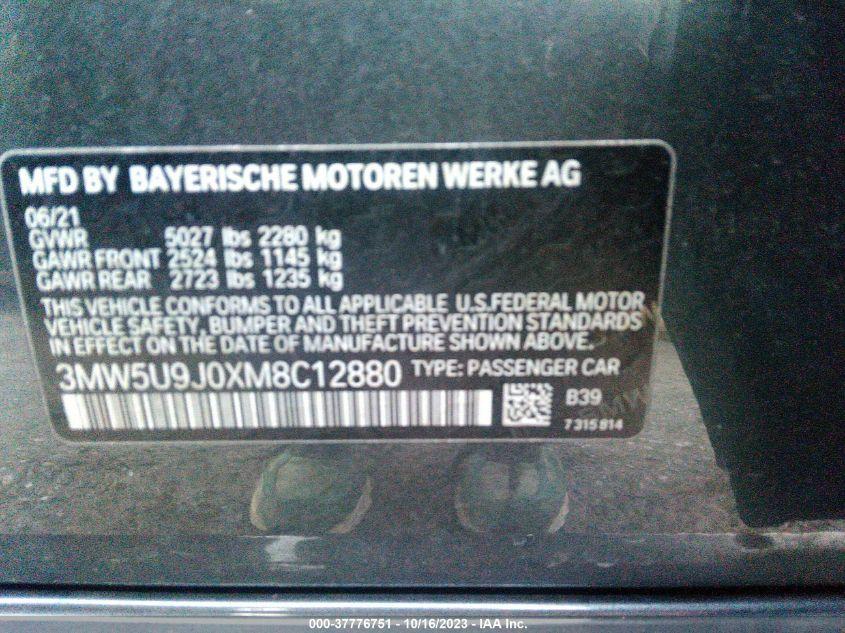 MFD BY BAYERISCHE MOTOREN WERKE AG
06/21
GVWR 5027 lbs 2280 kg
GAWR FRONT 2524 lbs 1145 kg
GAWR REAR 2723 lbs 1235 kg
THIS VEHICLE CONFORMS TO ALL APPLICABLE U.S.FEDERAL MOTOR
VEHICLE SAFETY, BUMPER AND THEFT PREVENTION STANDARDS
IN EFFECT ON THE DATE OF MANUFACTURE SHOWN ABOVE.
3MW5U9J0XM8C12880 TYPE: PASSENGER CAR
B39
7315814
000-37776751 - 10/16/2023 - IAA Inc.